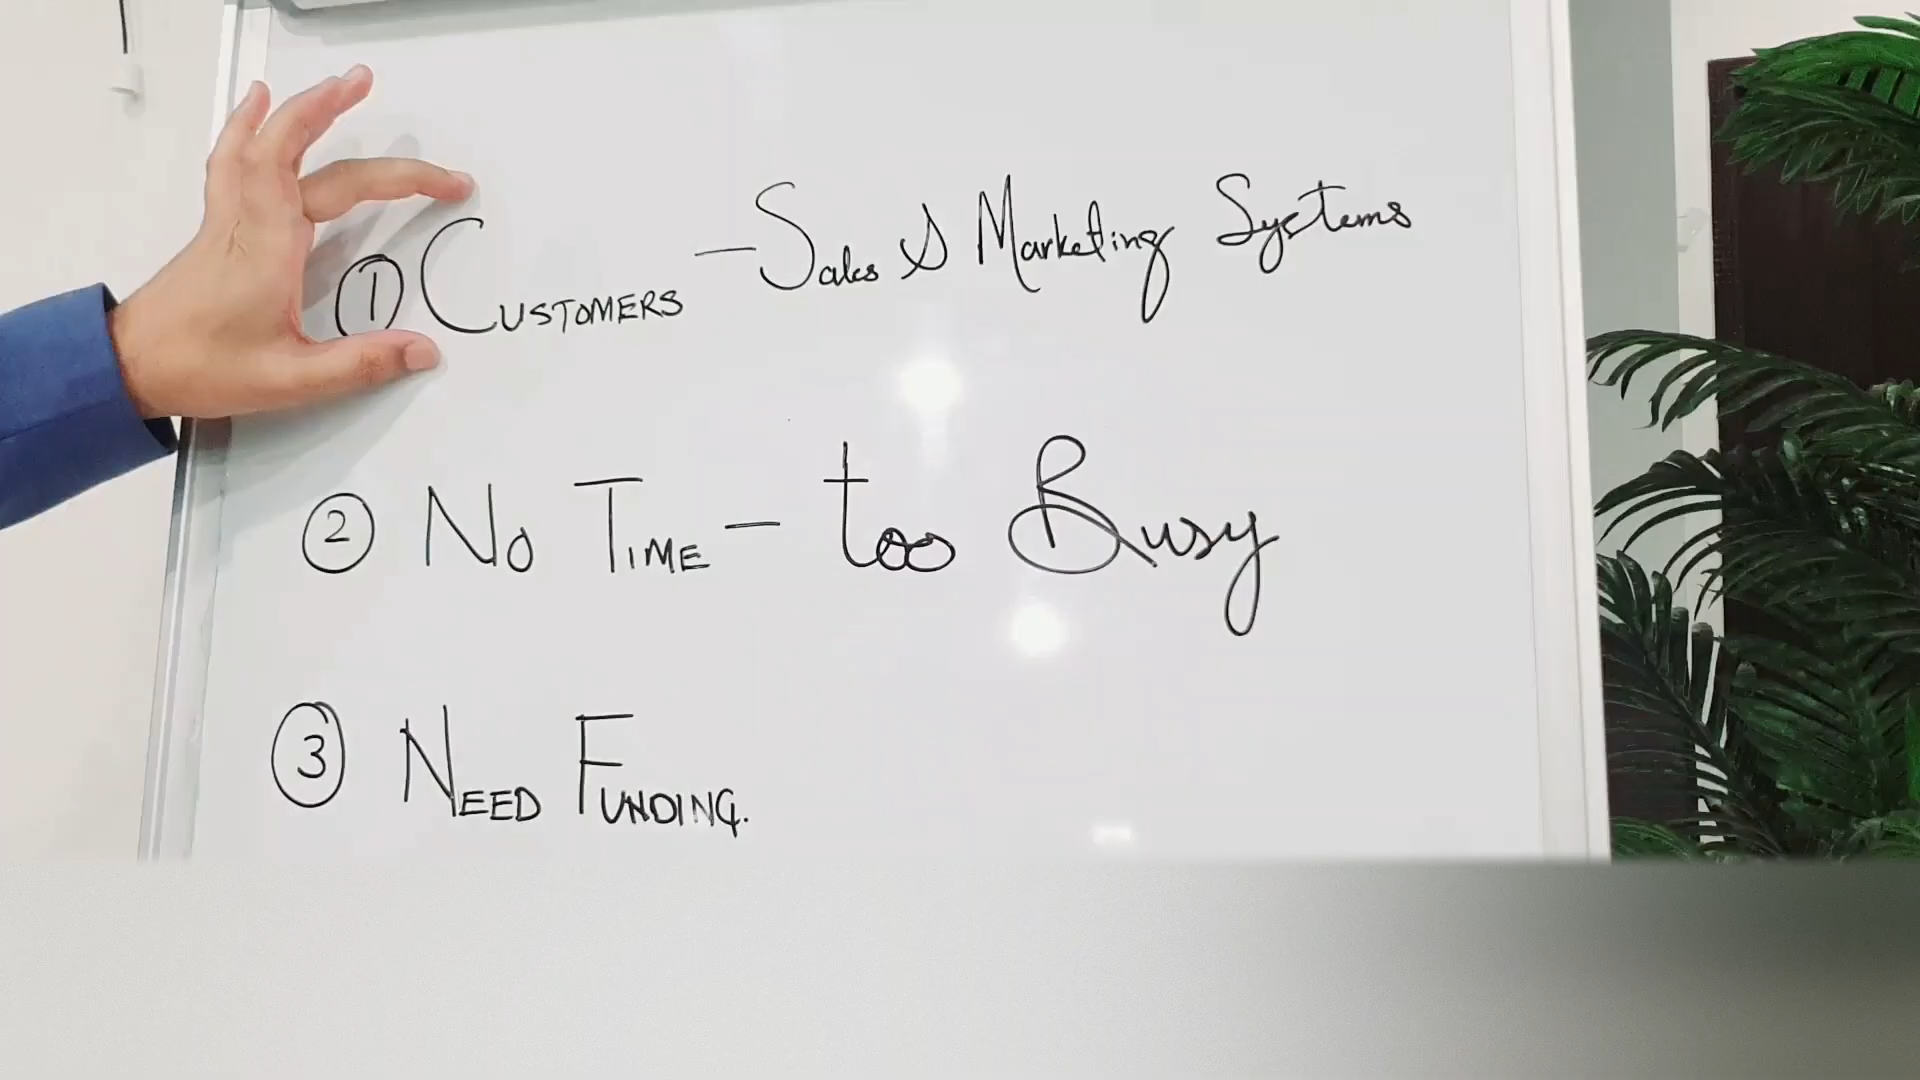 ① CUSTOMERS - Sales & Marketing Systems
② NO TIME - too Busy
③ NEED FUNDING.